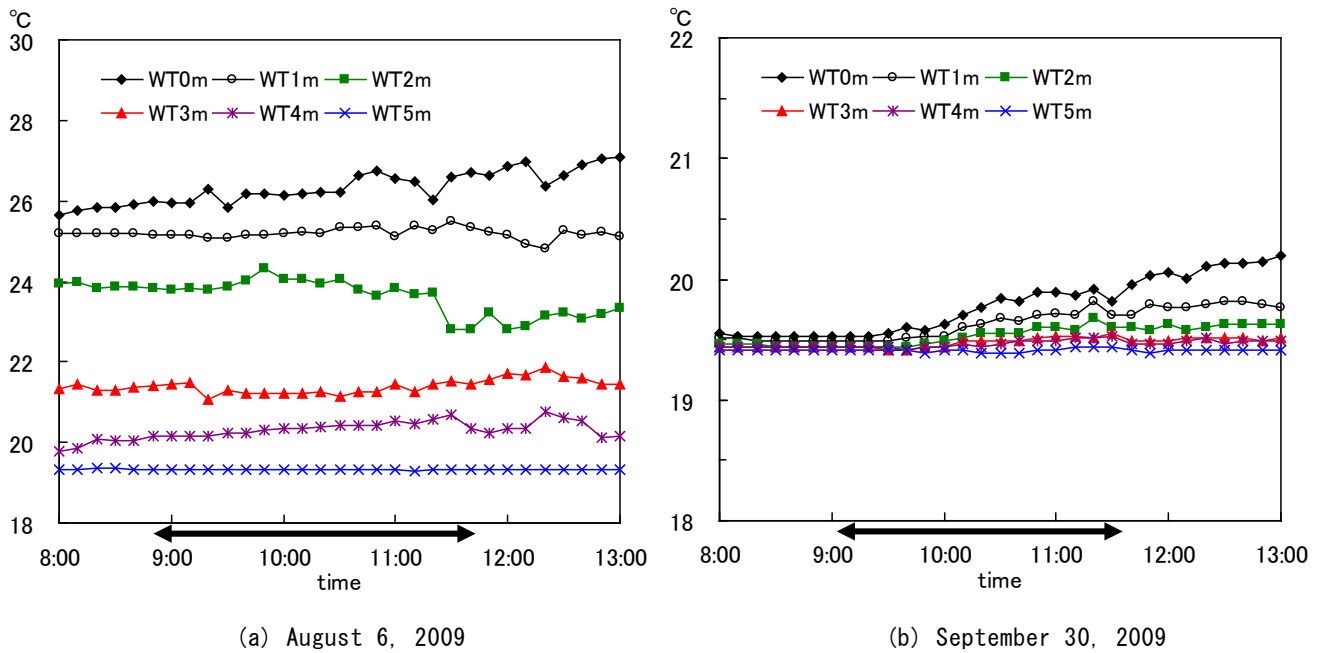 °C
30
28
26
24
22
20
18
WT0m WT1m WT2m
WT3m WT4m WT5m
8:00 9:00 10:00 11:00 12:00 13:00
time
(a) August 6, 2009
°C
22
21
20
19
18
WT0m WT1m WT2m
WT3m WT4m WT5m
8:00 9:00 10:00 11:00 12:00 13:00
time
(b) September 30, 2009